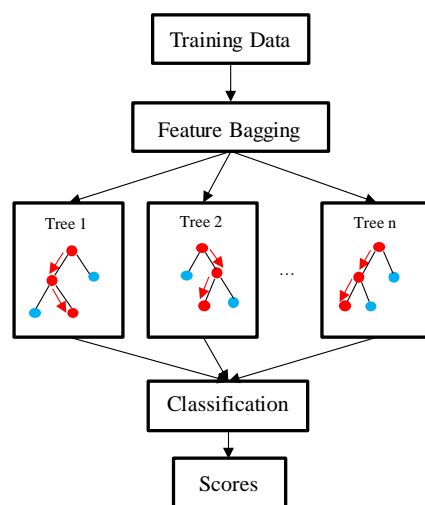 Training Data
Feature Bagging
Tree 1
Tree 2
Tree n
...
Classification
Scores